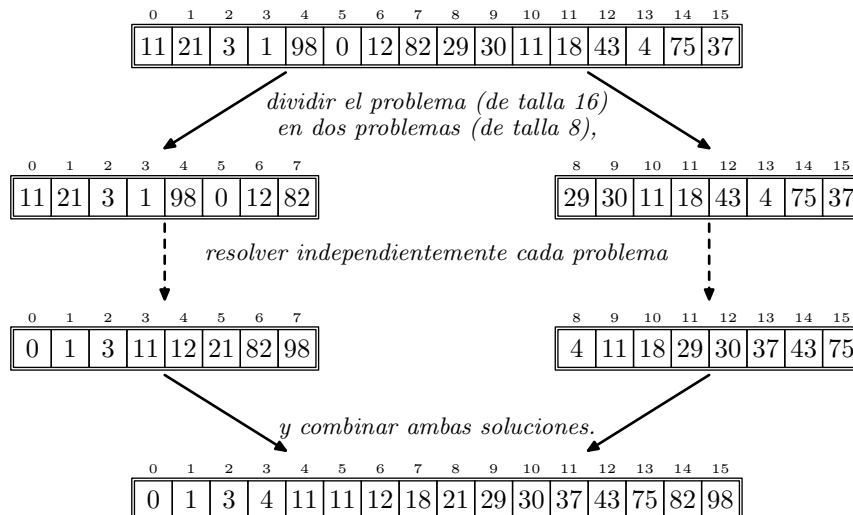 0 1 2 3 4 5 6 7 8 9 10 11 12 13 14 15
11 21 3 1 98 0 12 82 29 30 11 18 43 4 75 37
dividir el problema (de talla 16)
en dos problemas (de talla 8),
0 1 2 3 4 5 6 7
11 21 3 1 98 0 12 82
8 9 10 11 12 13 14 15
29 30 11 18 43 4 75 37
resolver independientemente cada problema
0 1 2 3 4 5 6 7
0 1 3 11 12 21 82 98
8 9 10 11 12 13 14 15
4 11 18 29 30 37 43 75
y combinar ambas soluciones.
0 1 2 3 4 5 6 7 8 9 10 11 12 13 14 15
0 1 3 4 11 11 12 18 21 29 30 37 43 75 82 98